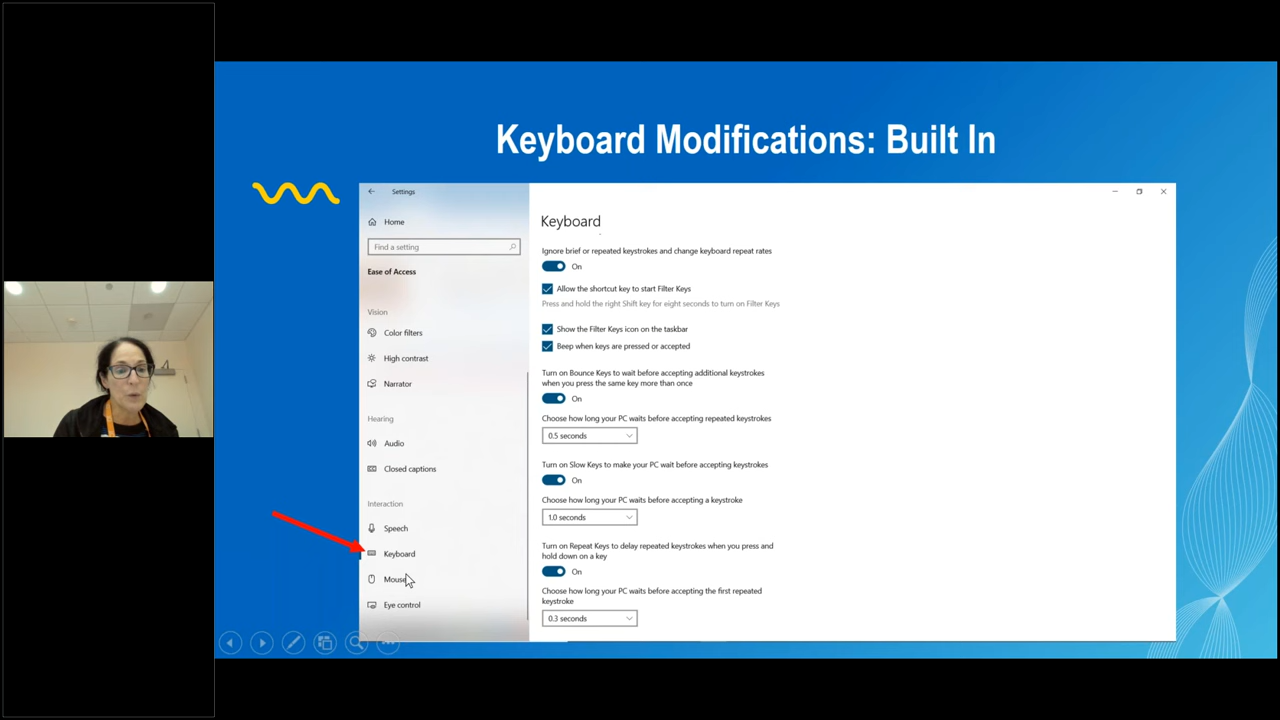 Keyboard Modifications: Built In
Settings
Home
Find a setting
Ease of Access
Vision
Color filters
High contrast
Narrator
Hearing
Audio
Closed captions
Interaction
Speech
Keyboard
Mouse
Eye control
Keyboard
Ignore brief or repeated keystrokes and change keyboard repeat rates
On
Allow the shortcut key to start Filter Keys
Press and hold the right Shift key for eight seconds to turn on Filter Keys
Show the Filter Keys icon on the taskbar
Beep when keys are pressed or accepted
Turn on Bounce Keys to wait before accepting additional keystrokes
when you press the same key more than once
On
Choose how long your PC waits before accepting repeated keystrokes
0.5 seconds
Turn on Slow Keys to make your PC wait before accepting keystrokes
On
Choose how long your PC waits before accepting a keystroke
1.0 seconds
Turn on Repeat Keys to delay repeated keystrokes when you press and
hold down on a key
On
Choose how long your PC waits before accepting the first repeated
keystroke
0.3 seconds